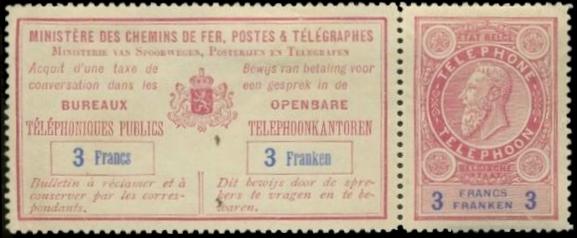 MINISTÈRE DES CHEMINS DE FER, POSTES & TÉLÉGRAPHES
MINISTERIE VAN SPOORWEGEN, POSTERIJEN EN TELEGRAFEN
Acquit d'une taxe de
conversation dans les
BUREAUX
TÉLÉPHONIQUES PUBLICS
3 Francs
Bulletin à réclamer et à
conserver par les corres-
pondants.
Bewijs van betaling voor
een gesprek in de
OPENBARE
TELEPHOONKANTOREN
3 Franken
Dit bewijs door de spre-
kers te vragen en te be-
waren.
ETAT BELGE
TELEPHONE
TELEPHOON
3 FRANCS 3
FRANKEN